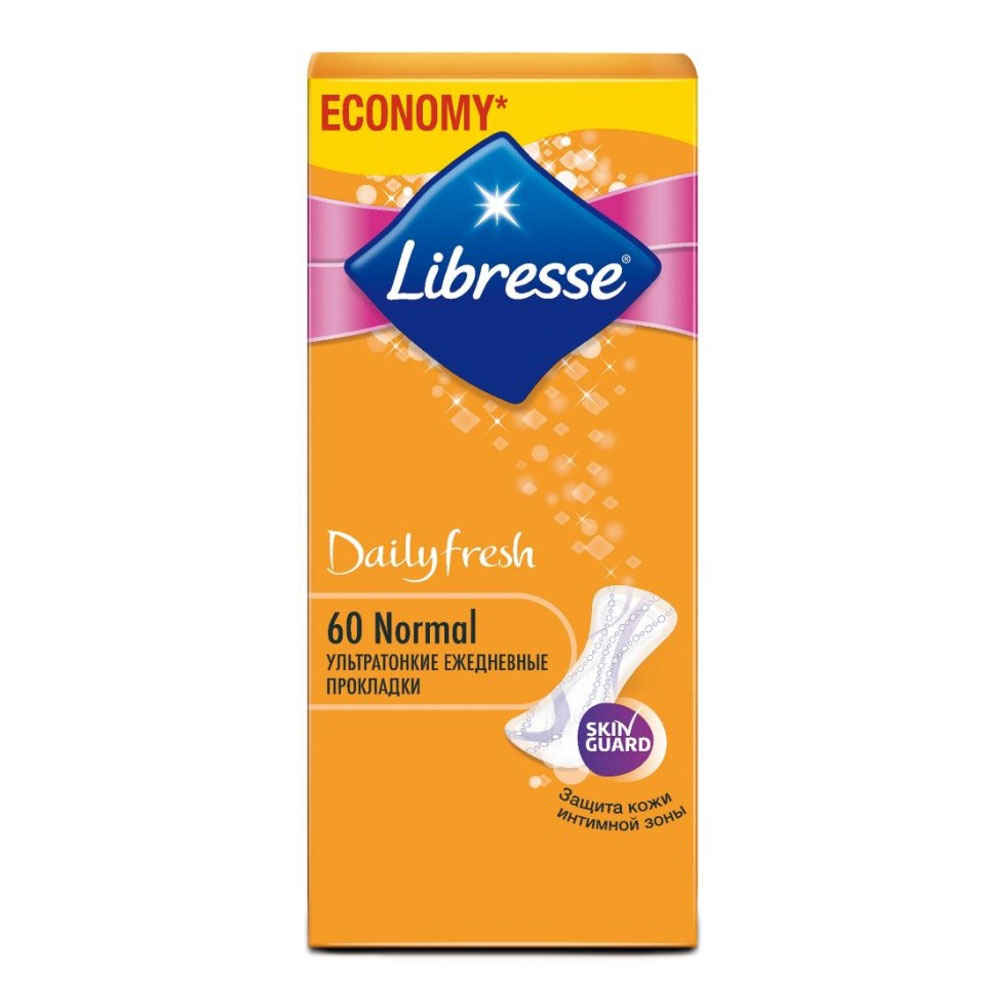 ECONOMY*
Libresse®
Dailyfresh
60 Normal
УЛЬТРАТОНКИЕ ЕЖЕДНЕВНЫЕ
ПРОКЛАДКИ
SKIN
GUARD
Защита кожи
интимной зоны